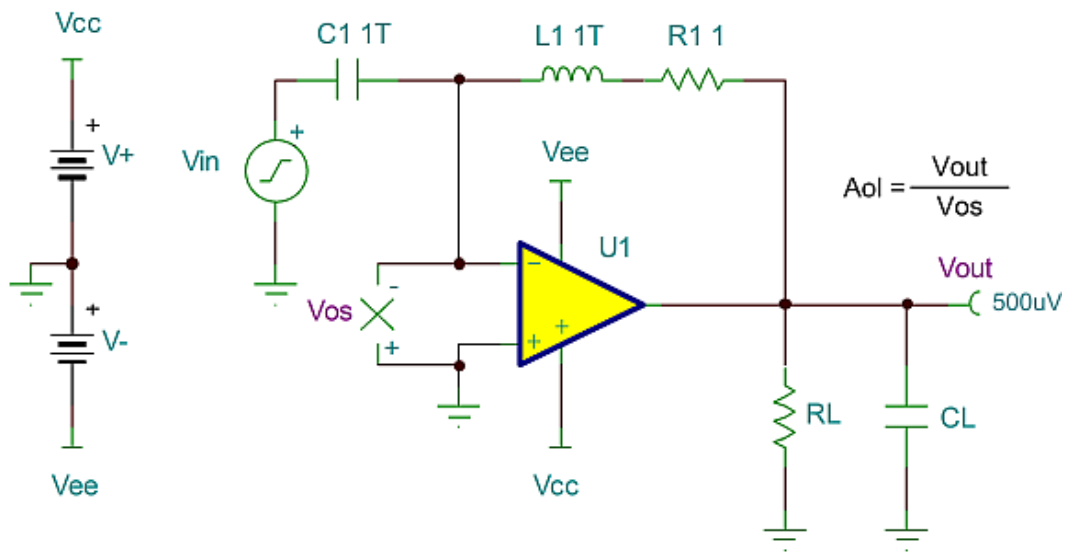 Vcc
+
V+
+
V-
Vee
C1 1T
L1 1T
R1 1
+
Vin
Vee
U1
-
Vos
+
-
+
+
Vcc
Aol = Vout
Vos
Vout
500uV
RL
CL